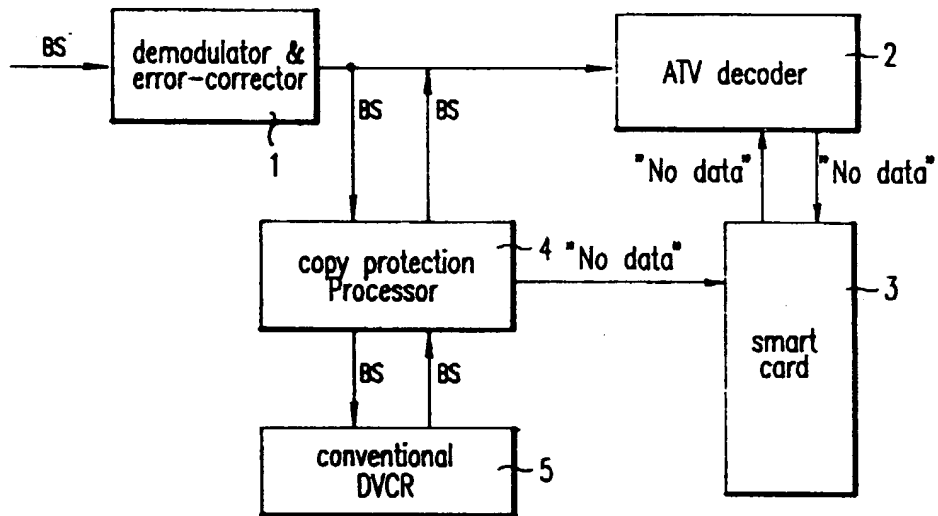 BS
demodulator &
error-corrector
1
BS
BS
ATV decoder
2
"No data"
"No data"
copy protection
Processor
4
"No data"
smart
card
3
BS
BS
conventional
DVCR
5